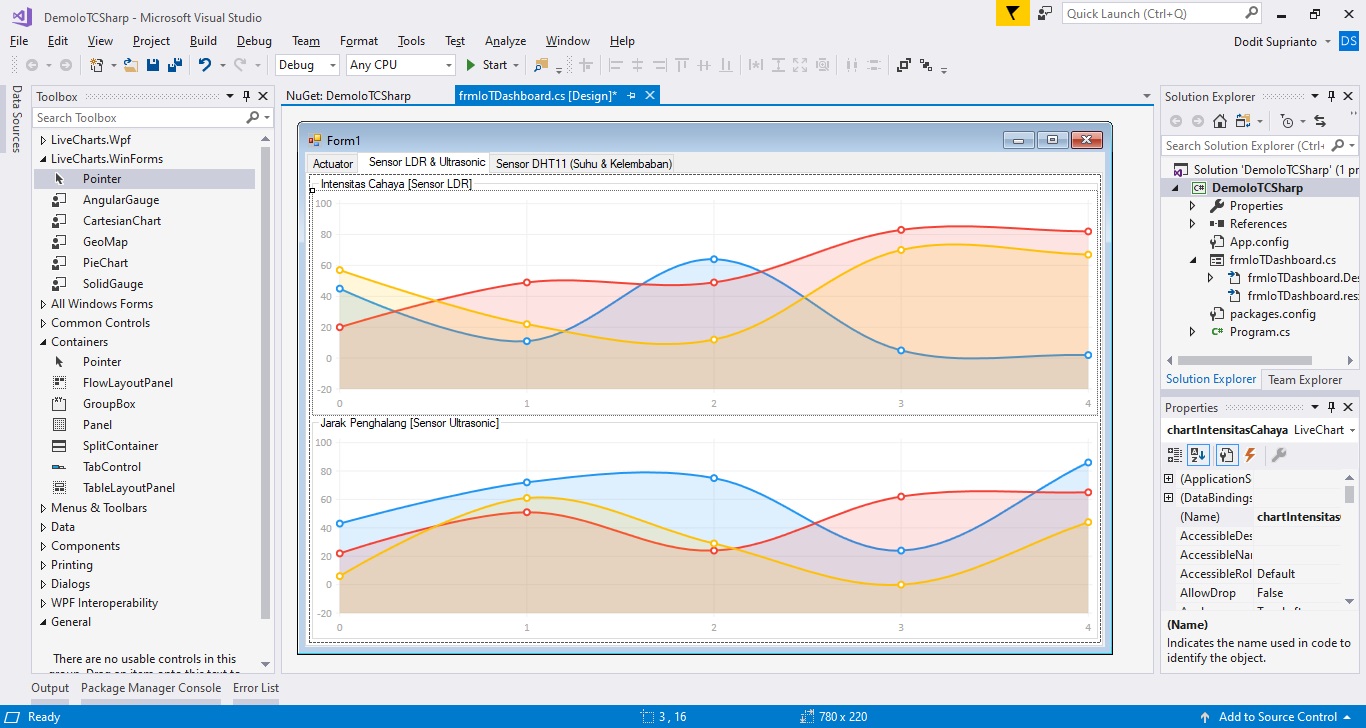 DemoIoTCSharp - Microsoft Visual Studio
Quick Launch (Ctrl+Q)
File Edit View Project Build Debug Team Format Tools Test Analyze Window Help
Dodit Suprianto DS
Debug Any CPU Start
Data Sources
Toolbox
Search Toolbox
LiveCharts.Wpf
LiveCharts.WinForms
Pointer
AngularGauge
CartesianChart
GeoMap
PieChart
SolidGauge
All Windows Forms
Common Controls
Containers
Pointer
FlowLayoutPanel
GroupBox
Panel
SplitContainer
TabControl
TableLayoutPanel
Menus & Toolbars
Data
Components
Printing
Dialogs
WPF Interoperability
General
There are no usable controls in this
NuGet: DemoIoTCSharp
frmIoTDashboard.cs [Design]*
Form1
Actuator Sensor LDR & Ultrasonic Sensor DHT11 (Suhu & Kelembaban)
Intensitas Cahaya [Sensor LDR]
100
80
60
40
20
0
-20
0 1 2 3 4
Jarak Penghalang [Sensor Ultrasonic]
100
80
60
40
20
0
-20
0 1 2 3 4
Solution Explorer
Search Solution Explorer (Ctrl+
Solution 'DemoIoTCSharp' (1 pr
DemoIoTCSharp
Properties
References
App.config
frmIoTDashboard.cs
frmIoTDashboard.De
frmIoTDashboard.res
packages.config
Program.cs
Solution Explorer Team Explorer
Properties
chartIntensitasCahaya LiveChart
(ApplicationS
(DataBindings
(Name) chartIntensitas
AccessibleDes
AccessibleNa
AccessibleRol Default
AllowDrop False
(Name)
Indicates the name used in code to
identify the object.
Output Package Manager Console Error List
Ready 3 , 16 780 x 220 Add to Source Control